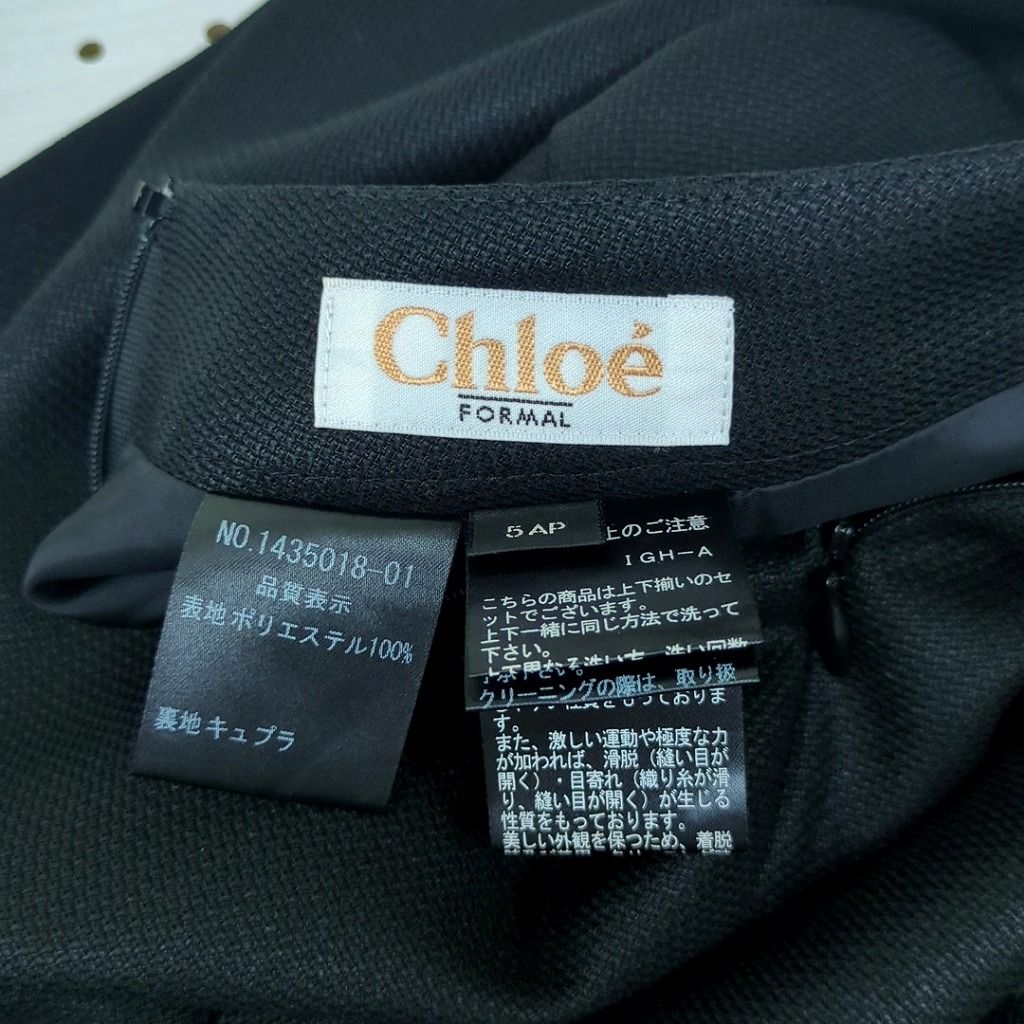 Chloé
FORMAL
NO.1435018-01
品質表示
表地 ポリエステル100%
裏地 キュプラ
5AP
上のご注意
IGH-A
こちらの商品は上下揃いのセ
ットでございます。
上下一緒に同じ方法で洗って
下さい。
クリーニングの際は、取り扱
す。
また、激しい運動や極度な力
が加われば、滑脱（縫い目が
開く）・目寄れ（織り糸が滑
り、縫い目が開く）が生じる
性質をもっております。
美しい外観を保つため、着脱